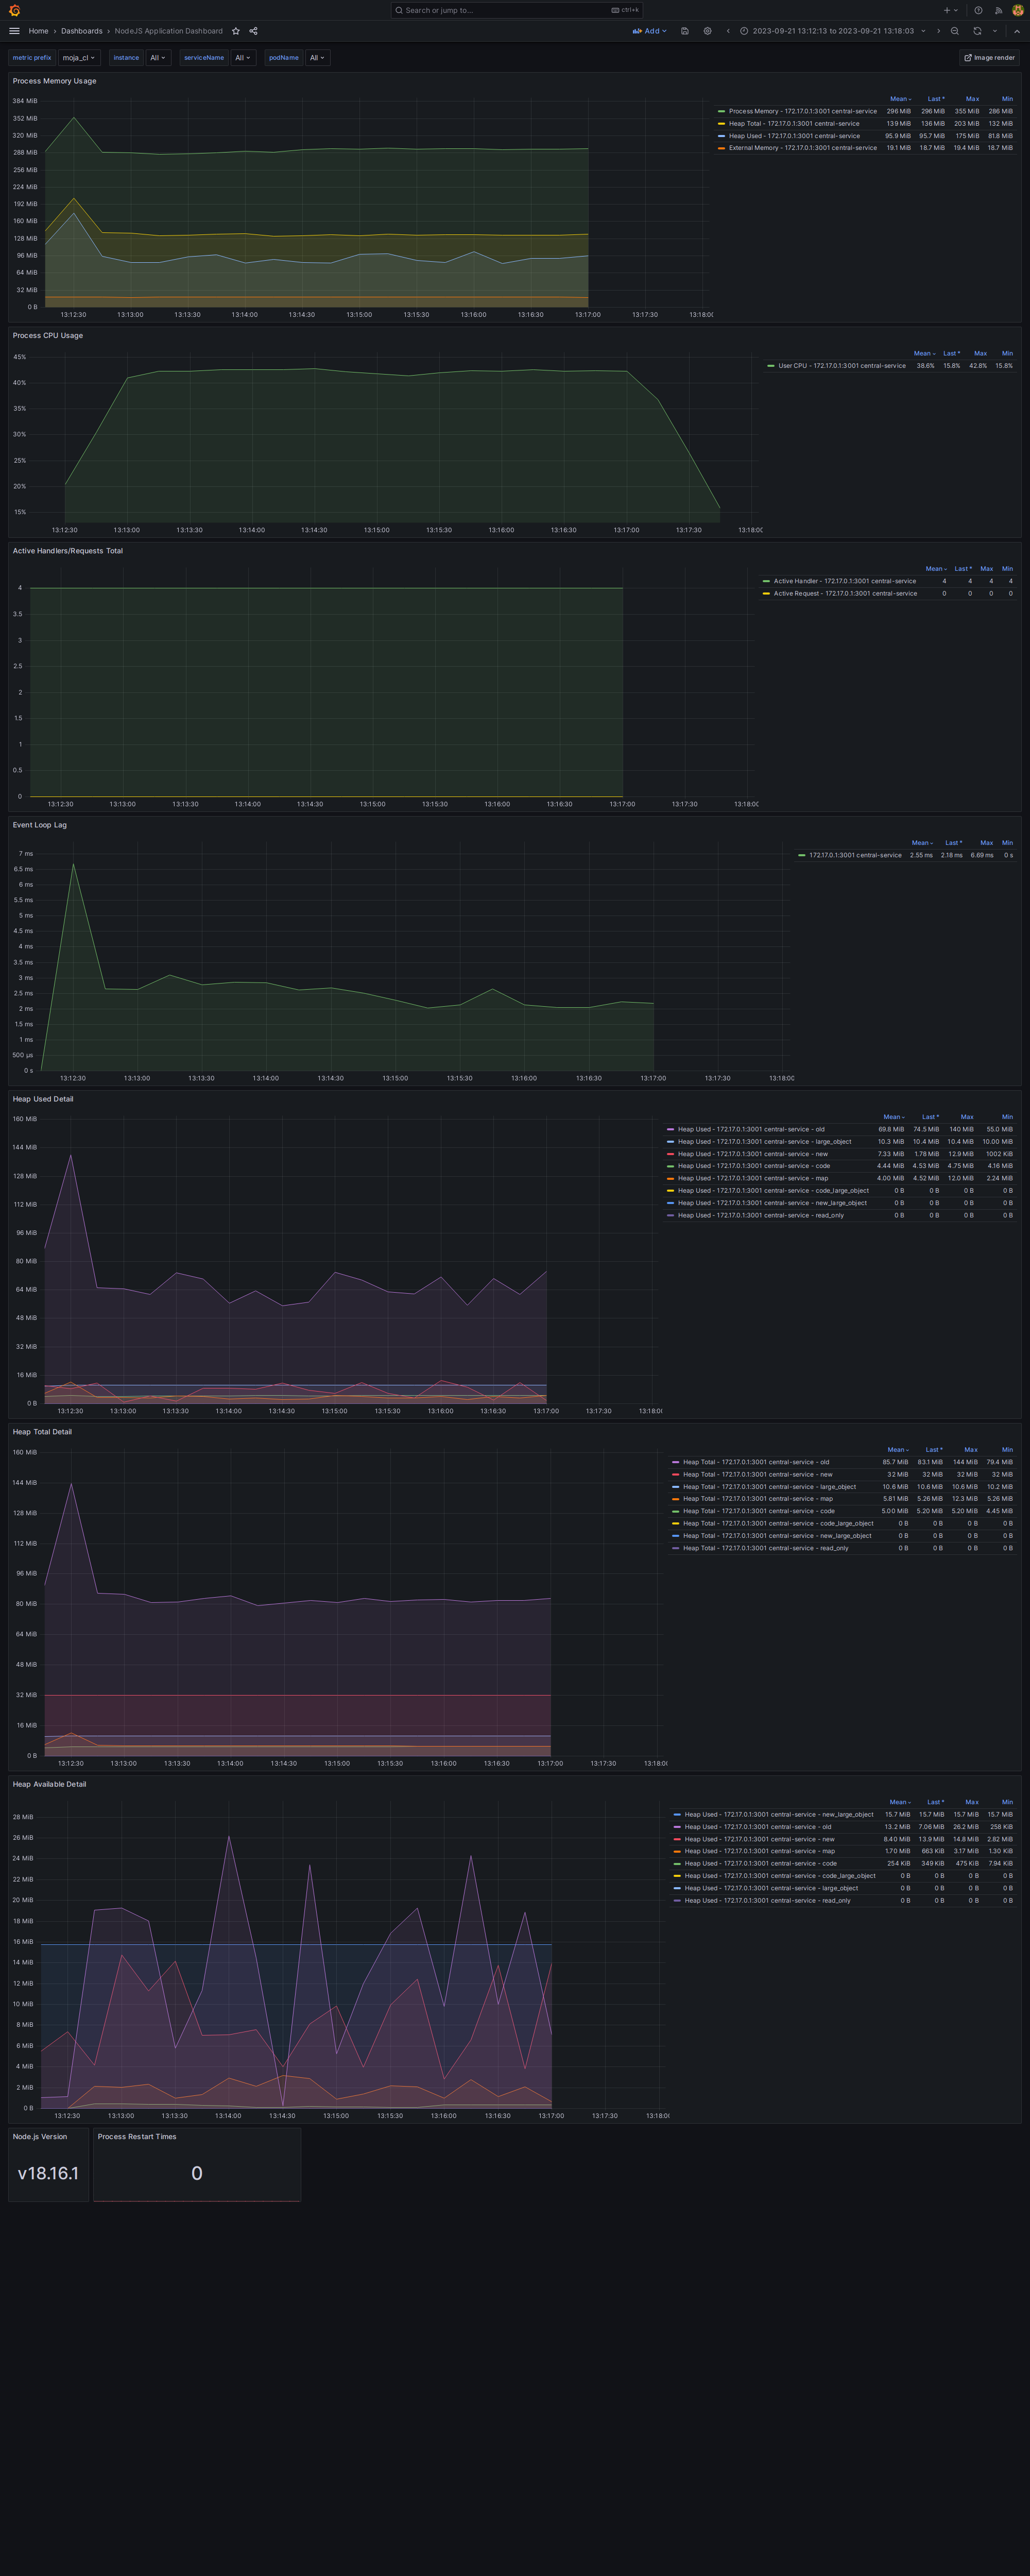 Search or jump to... ctrl+k
Home › Dashboards › NodeJS Application Dashboard Add 2023-09-21 13:12:13 to 2023-09-21 13:18:03
metric prefix moja_cl instance All serviceName All podName All Image render
Process Memory Usage
Mean Last * Max Min
Process Memory - 172.17.0.1:3001 central-service 296 MiB 296 MiB 355 MiB 286 MiB
Heap Total - 172.17.0.1:3001 central-service 139 MiB 136 MiB 203 MiB 132 MiB
Heap Used - 172.17.0.1:3001 central-service 95.9 MiB 95.7 MiB 175 MiB 81.8 MiB
External Memory - 172.17.0.1:3001 central-service 19.1 MiB 18.7 MiB 19.4 MiB 18.7 MiB
384 MiB
352 MiB
320 MiB
288 MiB
256 MiB
224 MiB
192 MiB
160 MiB
128 MiB
96 MiB
64 MiB
32 MiB
0 B
13:12:30 13:13:00 13:13:30 13:14:00 13:14:30 13:15:00 13:15:30 13:16:00 13:16:30 13:17:00 13:17:30 13:18:00
Process CPU Usage
Mean Last * Max Min
User CPU - 172.17.0.1:3001 central-service 38.6% 15.8% 42.8% 15.8%
45%
40%
35%
30%
25%
20%
15%
13:12:30 13:13:00 13:13:30 13:14:00 13:14:30 13:15:00 13:15:30 13:16:00 13:16:30 13:17:00 13:17:30 13:18:00
Active Handlers/Requests Total
Mean Last * Max Min
Active Handler - 172.17.0.1:3001 central-service 4 4 4 4
Active Request - 172.17.0.1:3001 central-service 0 0 0 0
4
3.5
3
2.5
2
1.5
1
0.5
0
13:12:30 13:13:00 13:13:30 13:14:00 13:14:30 13:15:00 13:15:30 13:16:00 13:16:30 13:17:00 13:17:30 13:18:00
Event Loop Lag
Mean Last * Max Min
172.17.0.1:3001 central-service 2.55 ms 2.18 ms 6.69 ms 0 s
7 ms
6.5 ms
6 ms
5.5 ms
5 ms
4.5 ms
4 ms
3.5 ms
3 ms
2.5 ms
2 ms
1.5 ms
1 ms
500 µs
0 s
13:12:30 13:13:00 13:13:30 13:14:00 13:14:30 13:15:00 13:15:30 13:16:00 13:16:30 13:17:00 13:17:30 13:18:00
Heap Used Detail
Mean Last * Max Min
Heap Used - 172.17.0.1:3001 central-service - old 69.8 MiB 74.5 MiB 140 MiB 55.0 MiB
Heap Used - 172.17.0.1:3001 central-service - large_object 10.3 MiB 10.4 MiB 10.4 MiB 10.00 MiB
Heap Used - 172.17.0.1:3001 central-service - new 7.33 MiB 1.78 MiB 12.9 MiB 1002 KiB
Heap Used - 172.17.0.1:3001 central-service - code 4.44 MiB 4.53 MiB 4.75 MiB 4.16 MiB
Heap Used - 172.17.0.1:3001 central-service - map 4.00 MiB 4.52 MiB 12.0 MiB 2.24 MiB
Heap Used - 172.17.0.1:3001 central-service - code_large_object 0 B 0 B 0 B 0 B
Heap Used - 172.17.0.1:3001 central-service - new_large_object 0 B 0 B 0 B 0 B
Heap Used - 172.17.0.1:3001 central-service - read_only 0 B 0 B 0 B 0 B
160 MiB
144 MiB
128 MiB
112 MiB
96 MiB
80 MiB
64 MiB
48 MiB
32 MiB
16 MiB
0 B
13:12:30 13:13:00 13:13:30 13:14:00 13:14:30 13:15:00 13:15:30 13:16:00 13:16:30 13:17:00 13:17:30 13:18:00
Heap Total Detail
Mean Last * Max Min
Heap Total - 172.17.0.1:3001 central-service - old 85.7 MiB 83.1 MiB 144 MiB 79.4 MiB
Heap Total - 172.17.0.1:3001 central-service - new 32 MiB 32 MiB 32 MiB 32 MiB
Heap Total - 172.17.0.1:3001 central-service - large_object 10.6 MiB 10.6 MiB 10.6 MiB 10.2 MiB
Heap Total - 172.17.0.1:3001 central-service - map 5.81 MiB 5.26 MiB 12.3 MiB 5.26 MiB
Heap Total - 172.17.0.1:3001 central-service - code 5.00 MiB 5.20 MiB 5.20 MiB 4.45 MiB
Heap Total - 172.17.0.1:3001 central-service - code_large_object 0 B 0 B 0 B 0 B
Heap Total - 172.17.0.1:3001 central-service - new_large_object 0 B 0 B 0 B 0 B
Heap Total - 172.17.0.1:3001 central-service - read_only 0 B 0 B 0 B 0 B
160 MiB
144 MiB
128 MiB
112 MiB
96 MiB
80 MiB
64 MiB
48 MiB
32 MiB
16 MiB
0 B
13:12:30 13:13:00 13:13:30 13:14:00 13:14:30 13:15:00 13:15:30 13:16:00 13:16:30 13:17:00 13:17:30 13:18:00
Heap Available Detail
Mean Last * Max Min
Heap Used - 172.17.0.1:3001 central-service - new_large_object 15.7 MiB 15.7 MiB 15.7 MiB 15.7 MiB
Heap Used - 172.17.0.1:3001 central-service - old 13.2 MiB 7.06 MiB 26.2 MiB 258 KiB
Heap Used - 172.17.0.1:3001 central-service - new 8.40 MiB 13.9 MiB 14.8 MiB 2.82 MiB
Heap Used - 172.17.0.1:3001 central-service - map 1.70 MiB 663 KiB 3.17 MiB 1.30 KiB
Heap Used - 172.17.0.1:3001 central-service - code 254 KiB 349 KiB 475 KiB 7.94 KiB
Heap Used - 172.17.0.1:3001 central-service - code_large_object 0 B 0 B 0 B 0 B
Heap Used - 172.17.0.1:3001 central-service - large_object 0 B 0 B 0 B 0 B
Heap Used - 172.17.0.1:3001 central-service - read_only 0 B 0 B 0 B 0 B
28 MiB
26 MiB
24 MiB
22 MiB
20 MiB
18 MiB
16 MiB
14 MiB
12 MiB
10 MiB
8 MiB
6 MiB
4 MiB
2 MiB
0 B
13:12:30 13:13:00 13:13:30 13:14:00 13:14:30 13:15:00 13:15:30 13:16:00 13:16:30 13:17:00 13:17:30 13:18:00
Node.js Version Process Restart Times
v18.16.1 0